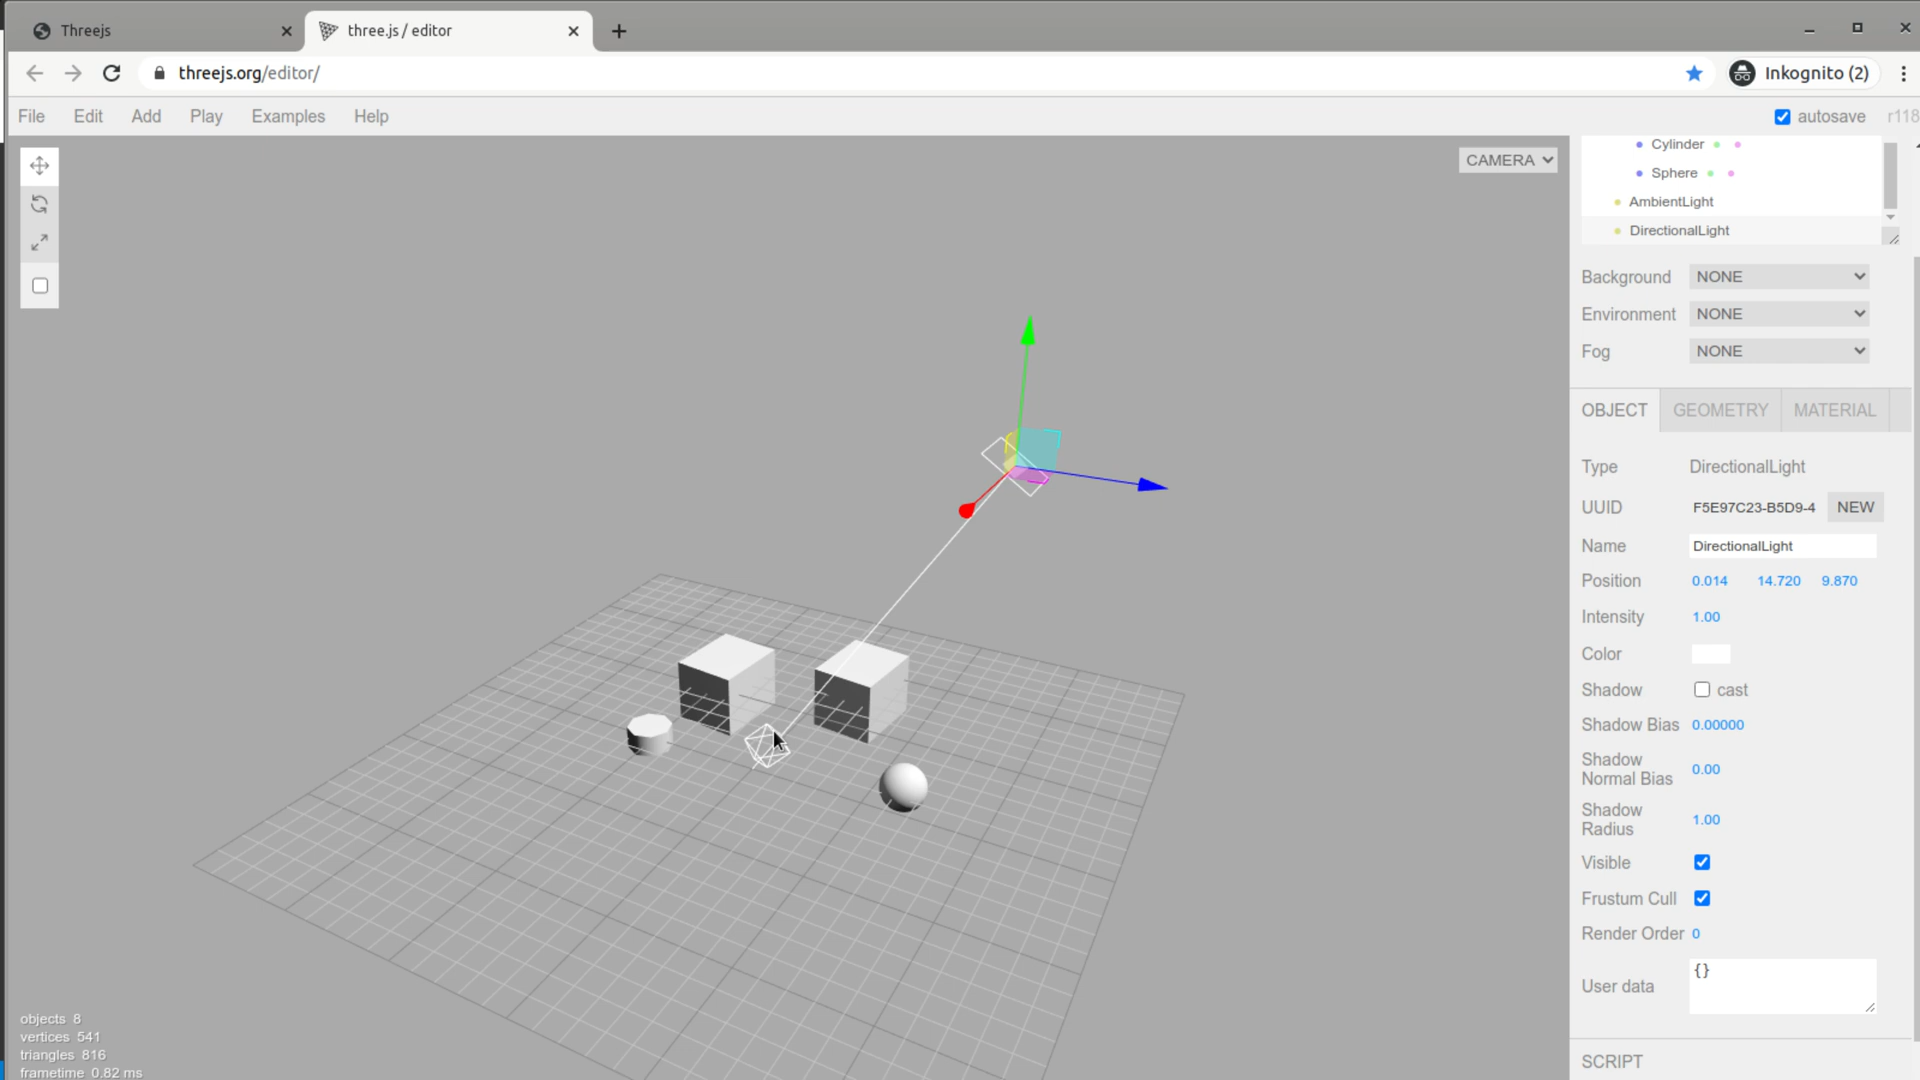 Threejs
three.js / editor
threejs.org/editor/
Inkognito (2)
File Edit Add Play Examples Help
autosave r118
CAMERA
Cylinder
Sphere
AmbientLight
DirectionalLight
Background NONE
Environment NONE
Fog NONE
OBJECT GEOMETRY MATERIAL
Type DirectionalLight
UUID F5E97C23-B5D9-4 NEW
Name DirectionalLight
Position 0.014 14.720 9.870
Intensity 1.00
Color
Shadow cast
Shadow Bias 0.00000
Shadow
Normal Bias 0.00
Shadow
Radius 1.00
Visible
Frustum Cull
Render Order 0
User data {}
SCRIPT
objects 8
vertices 541
triangles 816
frametime 0.82 ms